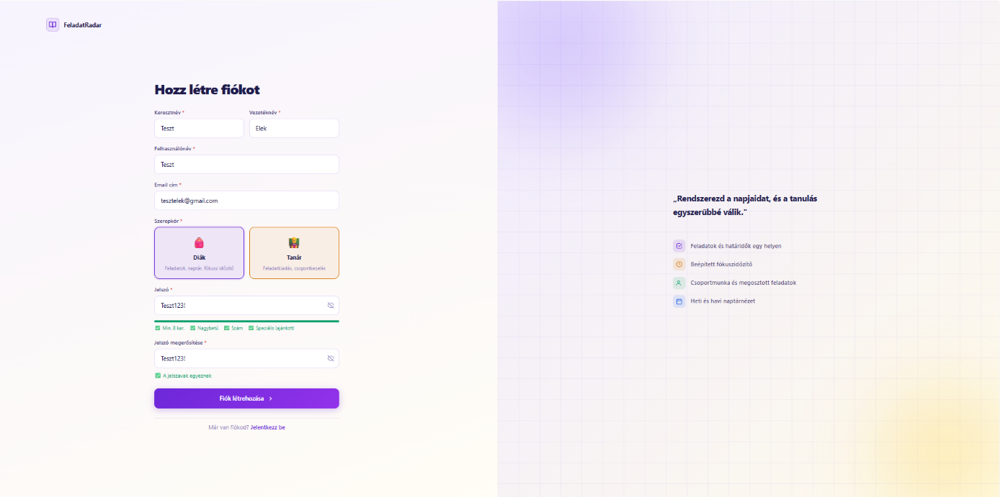 FeladatRadar
Hozz létre fiókot
Keresztnév *
Vezetéknév *
Teszt
Elek
Felhasználónév *
Teszt
Email cím *
tesztelek@gmail.com
Szerepkör *
Diák
Feladatok, naptár, fókusz időzítő
Tanár
Feladatkiadás, csoportkezelés
Jelszó *
Teszt123!
Min. 8 kar. Nagybetű Szám Speciális (ajánlott)
Jelszó megerősítése *
Teszt123!
A jelszavak egyeznek
Fiók létrehozása
Már van fiókod? Jelentkezz be
„Rendszerezd a napjaidat, és a tanulás
egyszerűbbé válik."
Feladatok és határidők egy helyen
Beépített fókuszidőzítő
Csoportmunka és megosztott feladatok
Heti és havi naptárnézet